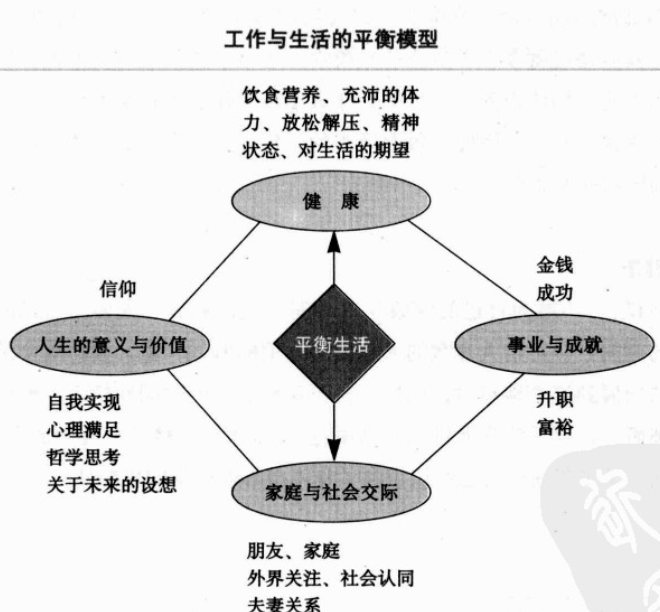 工作与生活的平衡模型
饮食营养、充沛的体
力、放松解压、精神
状态、对生活的期望
健 康
金钱
成功
信仰
人生的意义与价值
平衡生活
事业与成就
自我实现
心理满足
哲学思考
关于未来的设想
升职
富裕
家庭与社会交际
朋友、家庭
外界关注、社会认同
夫妻关系